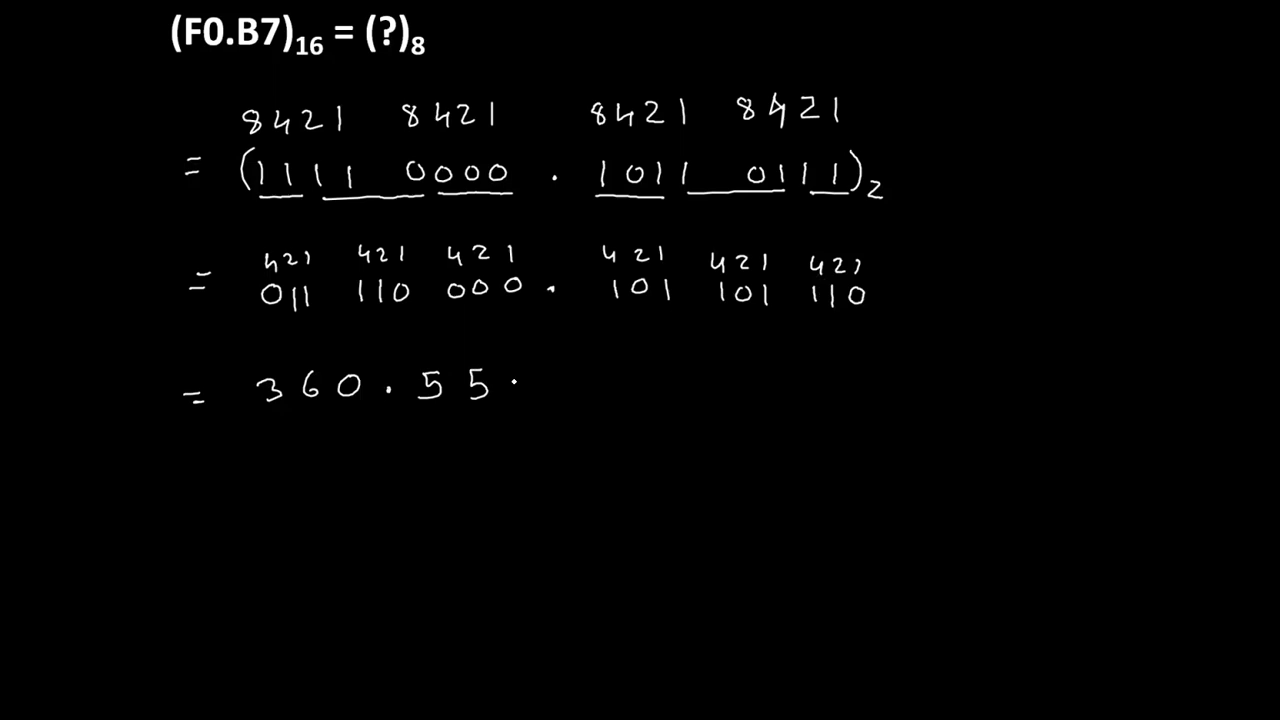 (F0.B7)16 = (?)8
8421 8421 8421 8421
= (1111 0000 . 1011 0111)2
421 421 421 421 421 421
= 011 110 000 . 101 101 110
= 360.55